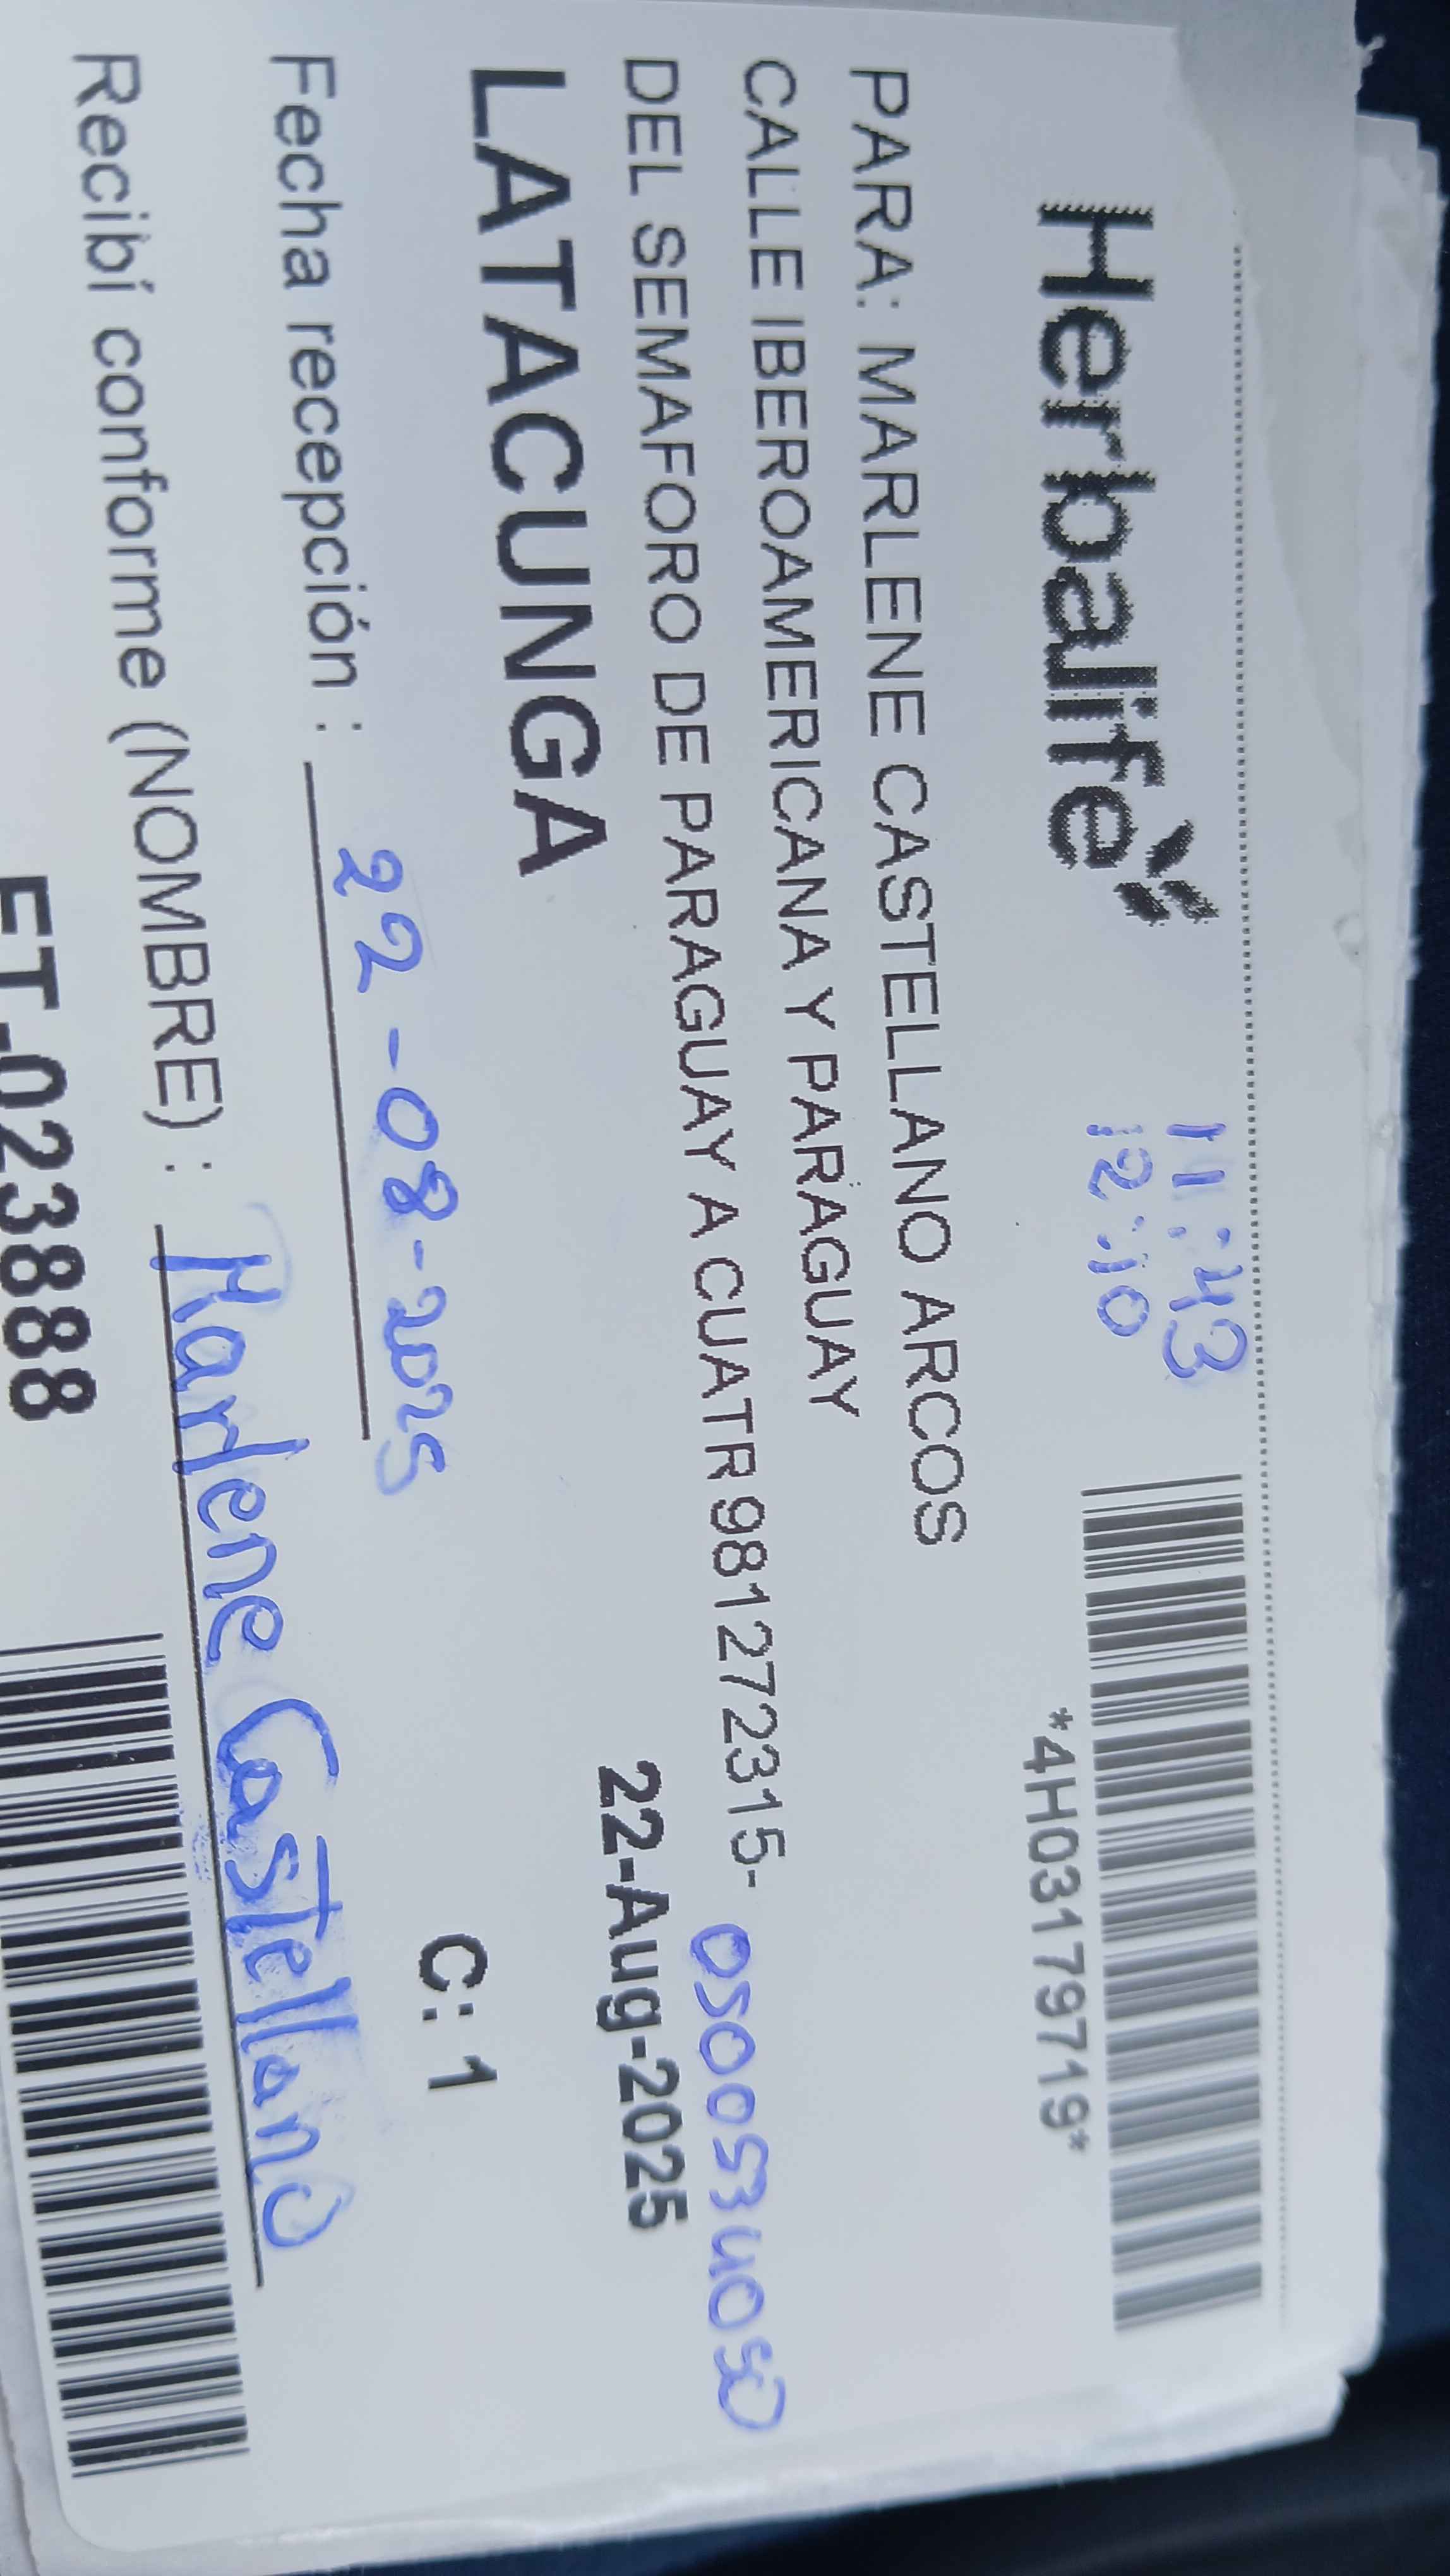 Herbalife
11:43
12:10
*4H03179719*
PARA: MARLENE CASTELLANO ARCOS
CALLE IBEROAMERICANA Y PARAGUAY
DEL SEMAFORO DE PARAGUAY A CUATR 981272315- 0500534050
22-Aug-2025
LATACUNGA
C: 1
Fecha recepción : 22-08-2025
Recibí conforme (NOMBRE) : Marlene Castellano
ET-023888